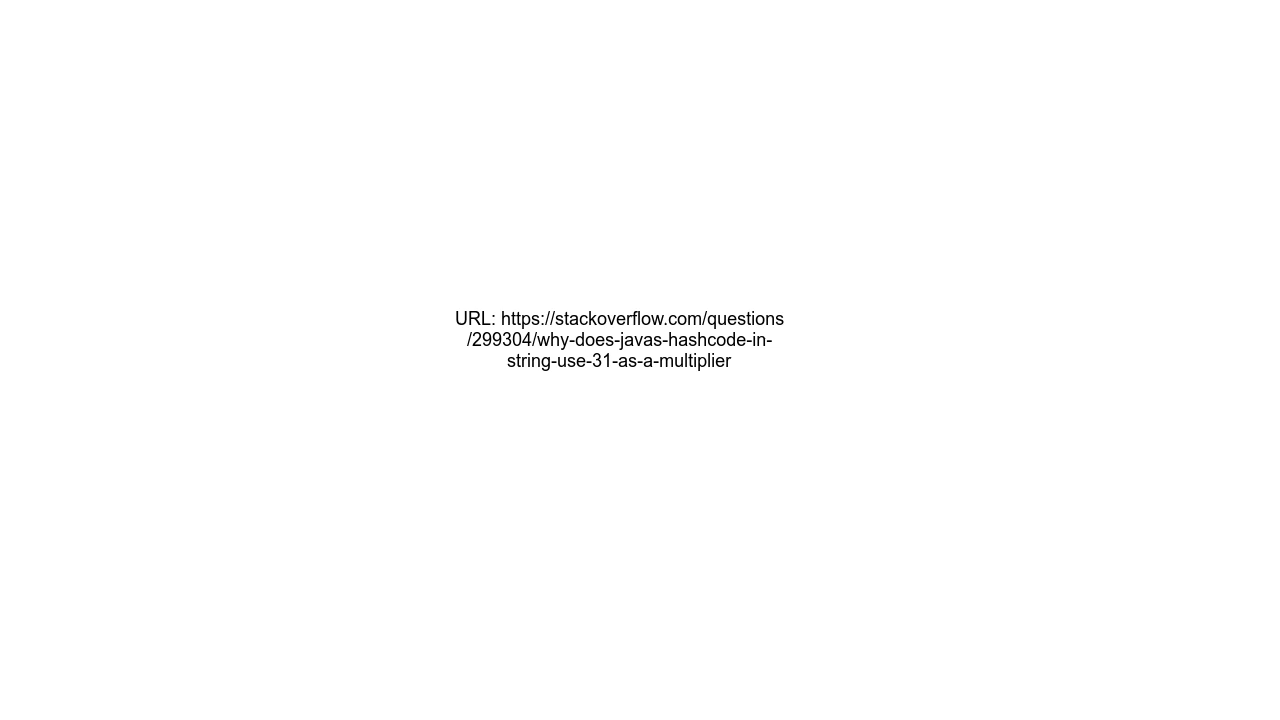 URL: https://stackoverflow.com/questions
/299304/why-does-javas-hashcode-in-
string-use-31-as-a-multiplier